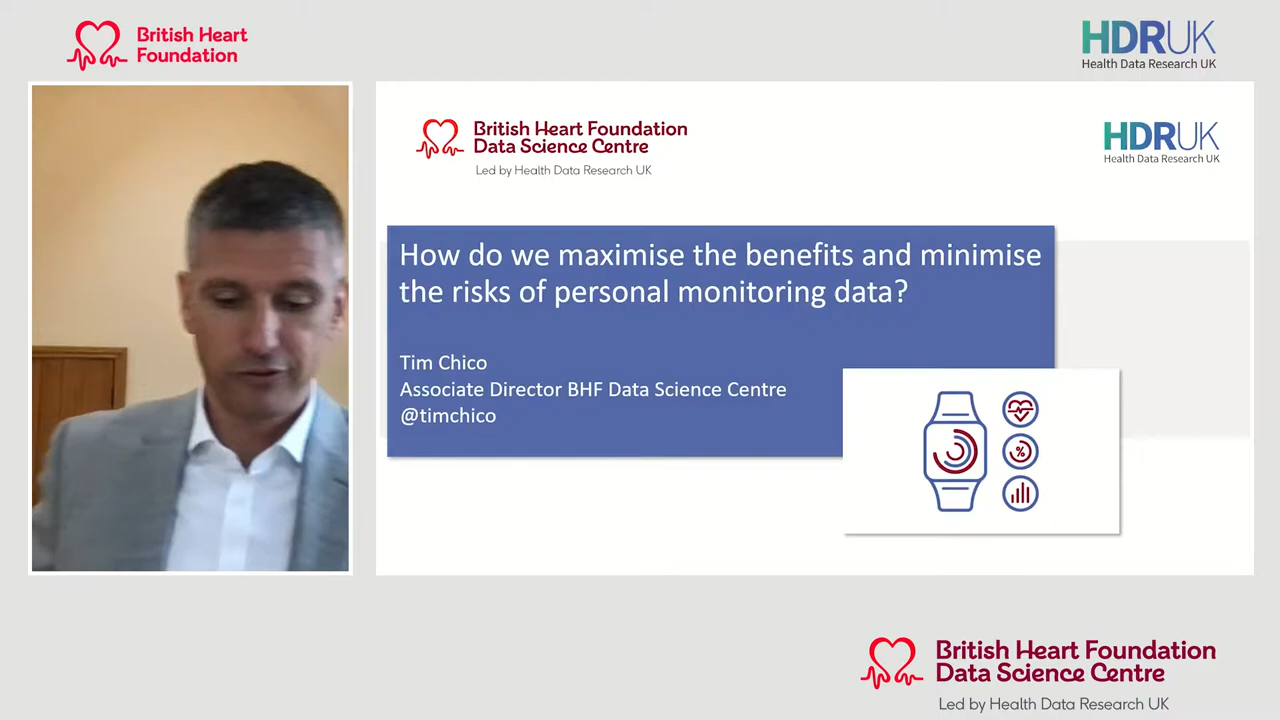 British Heart
Foundation
HDRUK
Health Data Research UK
British Heart Foundation
Data Science Centre
Led by Health Data Research UK
HDRUK
Health Data Research UK
How do we maximise the benefits and minimise
the risks of personal monitoring data?
Tim Chico
Associate Director BHF Data Science Centre
@timchico
%
British Heart Foundation
Data Science Centre
Led by Health Data Research UK